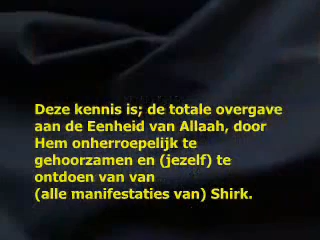 Deze kennis is; de totale overgave
aan de Eenheid van Allaah, door
Hem onherroepelijk te
gehoorzamen en (jezelf) te
ontdoen van van
(alle manifestaties van) Shirk.